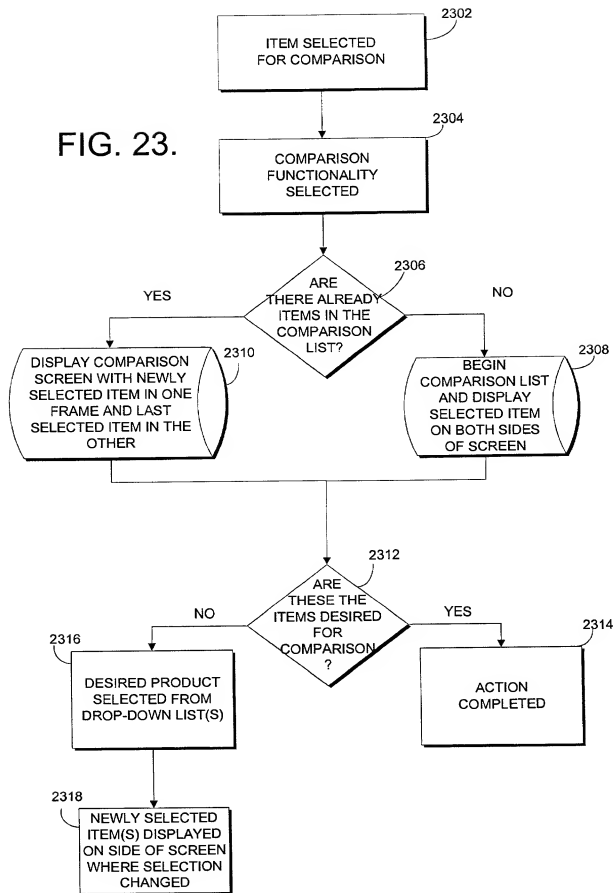 2302
ITEM SELECTED
FOR COMPARISON
2304
FIG. 23.
COMPARISON
FUNCTIONALITY
SELECTED
2306
ARE
THERE ALREADY
ITEMS IN THE
COMPARISON
LIST?
YES
NO
2310
DISPLAY COMPARISON
SCREEN WITH NEWLY
SELECTED ITEM IN ONE
FRAME AND LAST
SELECTED ITEM IN THE
OTHER
2308
BEGIN
COMPARISON LIST
AND DISPLAY
SELECTED ITEM
ON BOTH SIDES
OF SCREEN
2312
ARE
THESE THE
ITEMS DESIRED
FOR
COMPARISON
?
NO
YES
2316
DESIRED PRODUCT
SELECTED FROM
DROP-DOWN LIST(S)
2314
ACTION
COMPLETED
2318
NEWLY SELECTED
ITEM(S) DISPLAYED
ON SIDE OF SCREEN
WHERE SELECTION
CHANGED